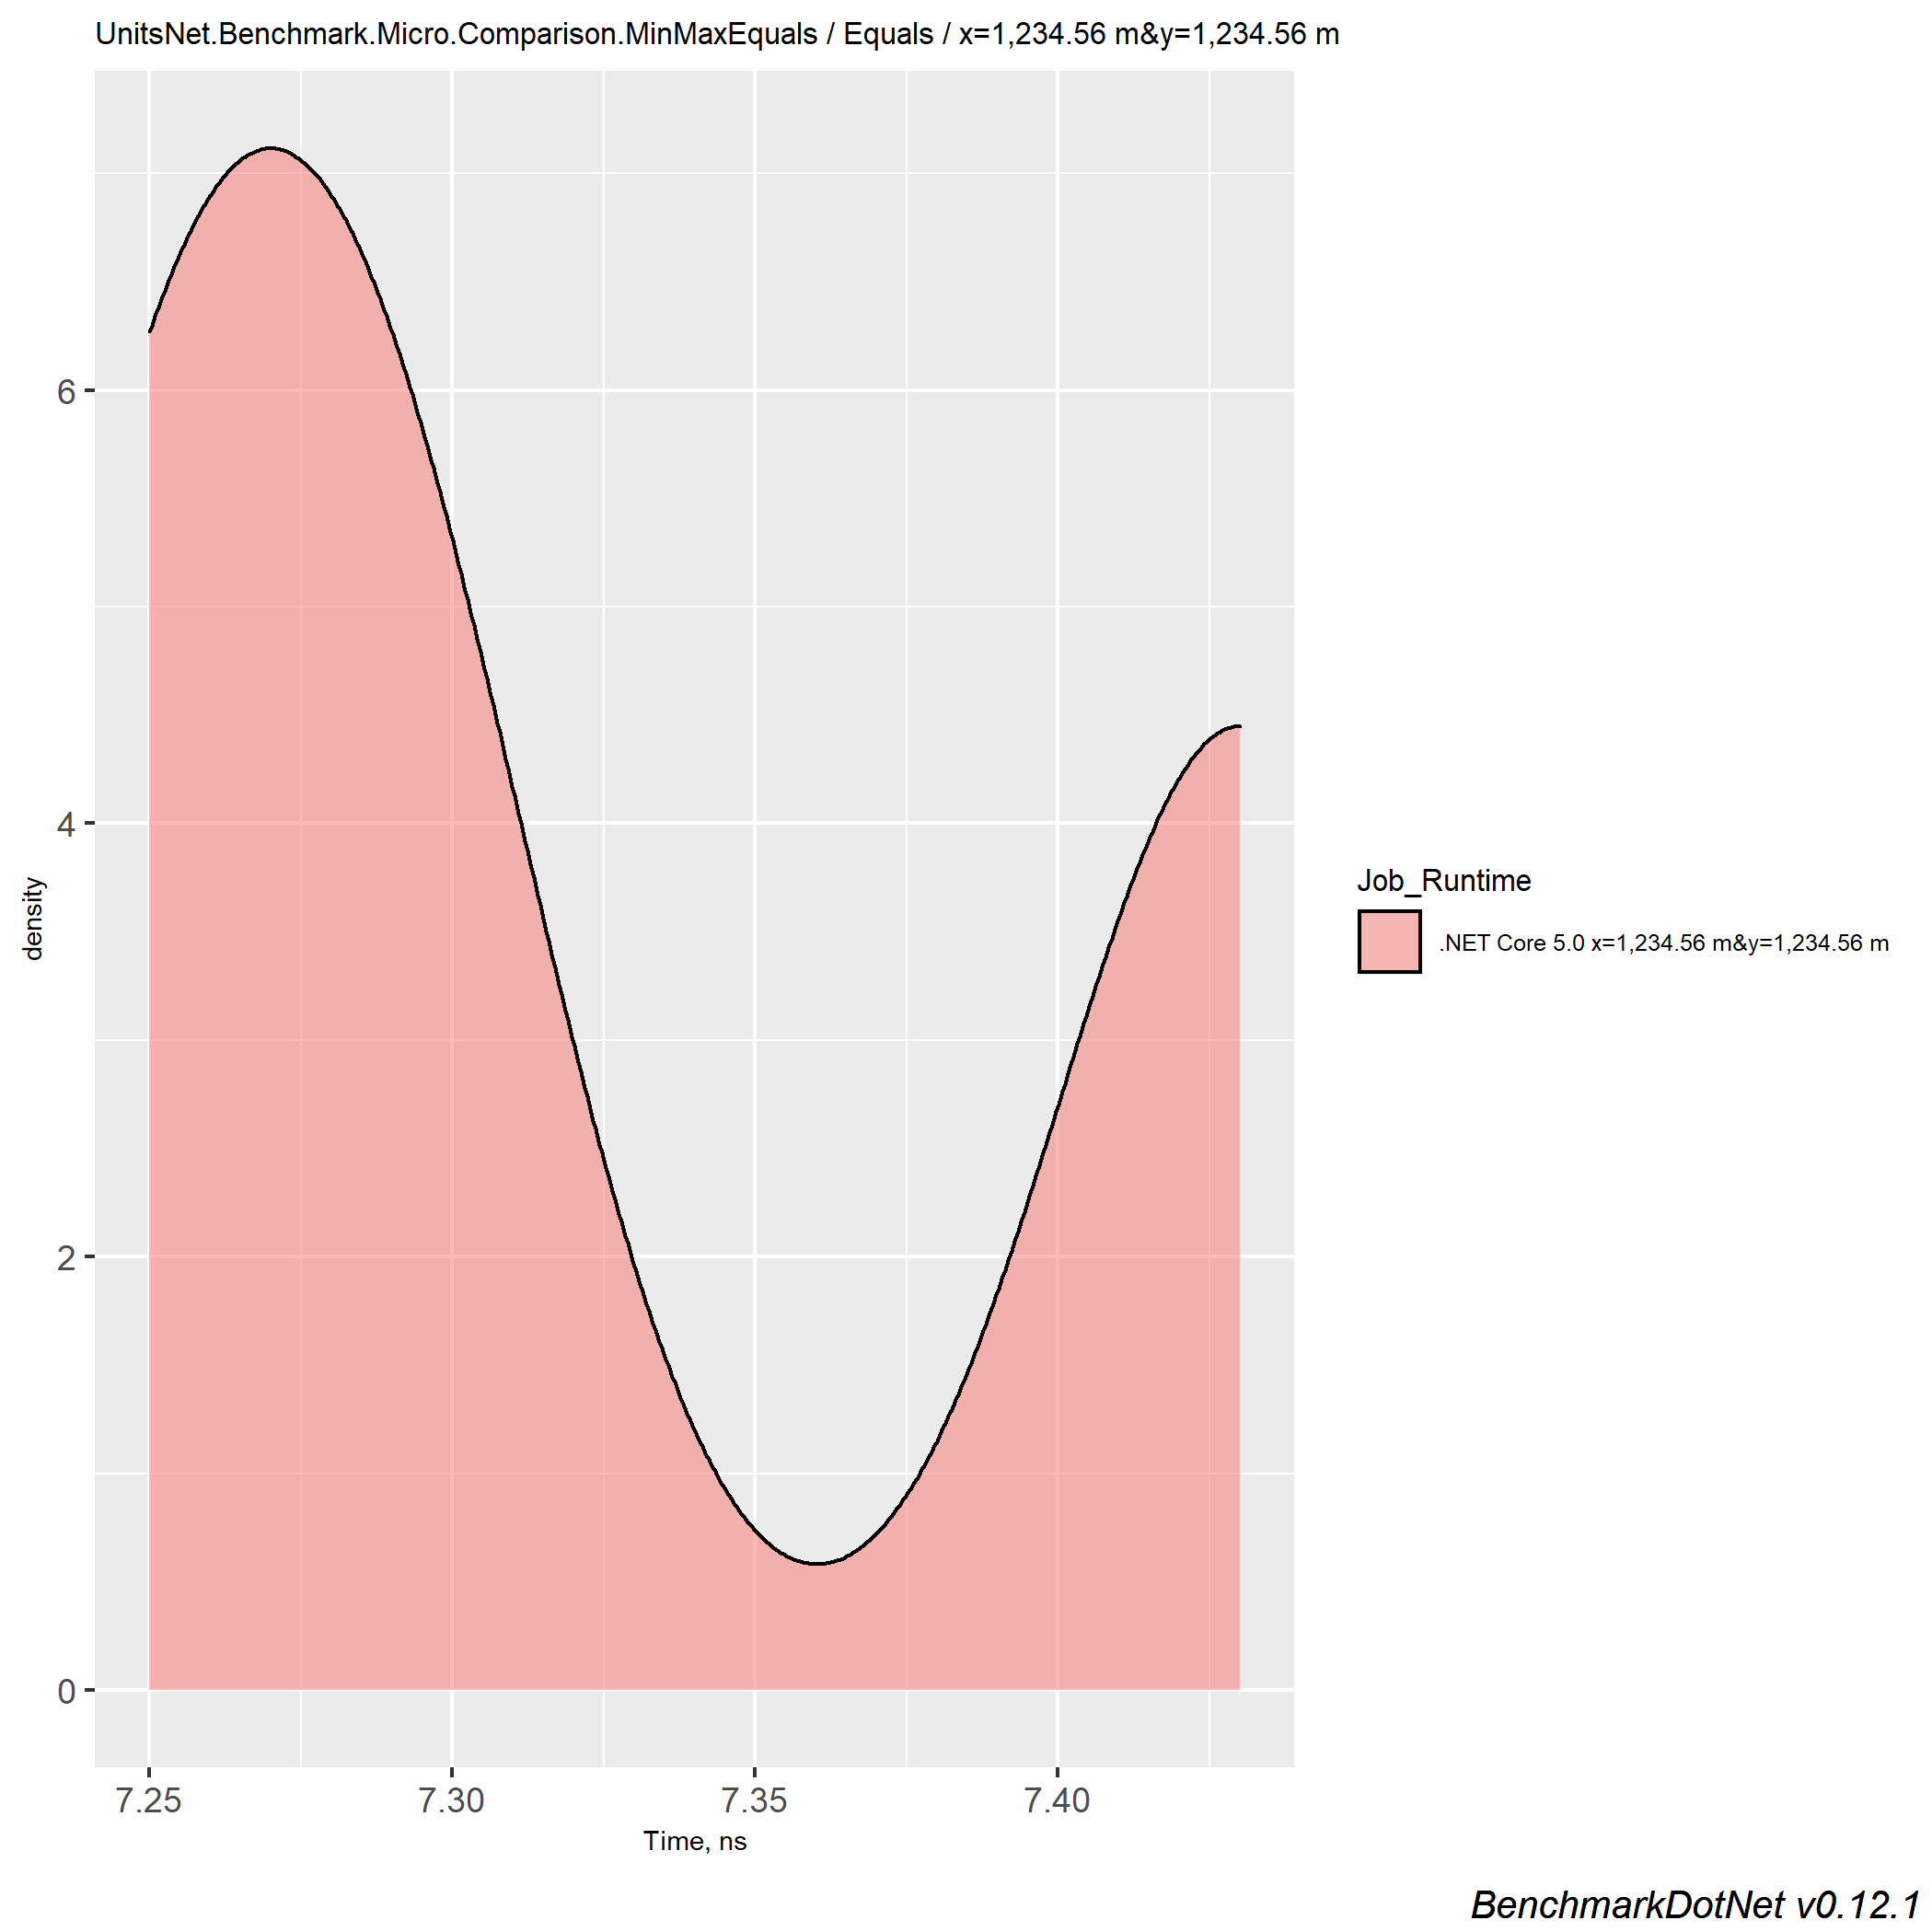 UnitsNet.Benchmark.Micro.Comparison.MinMaxEquals / Equals / x=1,234.56 m&y=1,234.56 m
density
6
4
2
0
7.25 7.30 7.35 7.40
Time, ns
Job_Runtime
.NET Core 5.0 x=1,234.56 m&y=1,234.56 m
BenchmarkDotNet v0.12.1